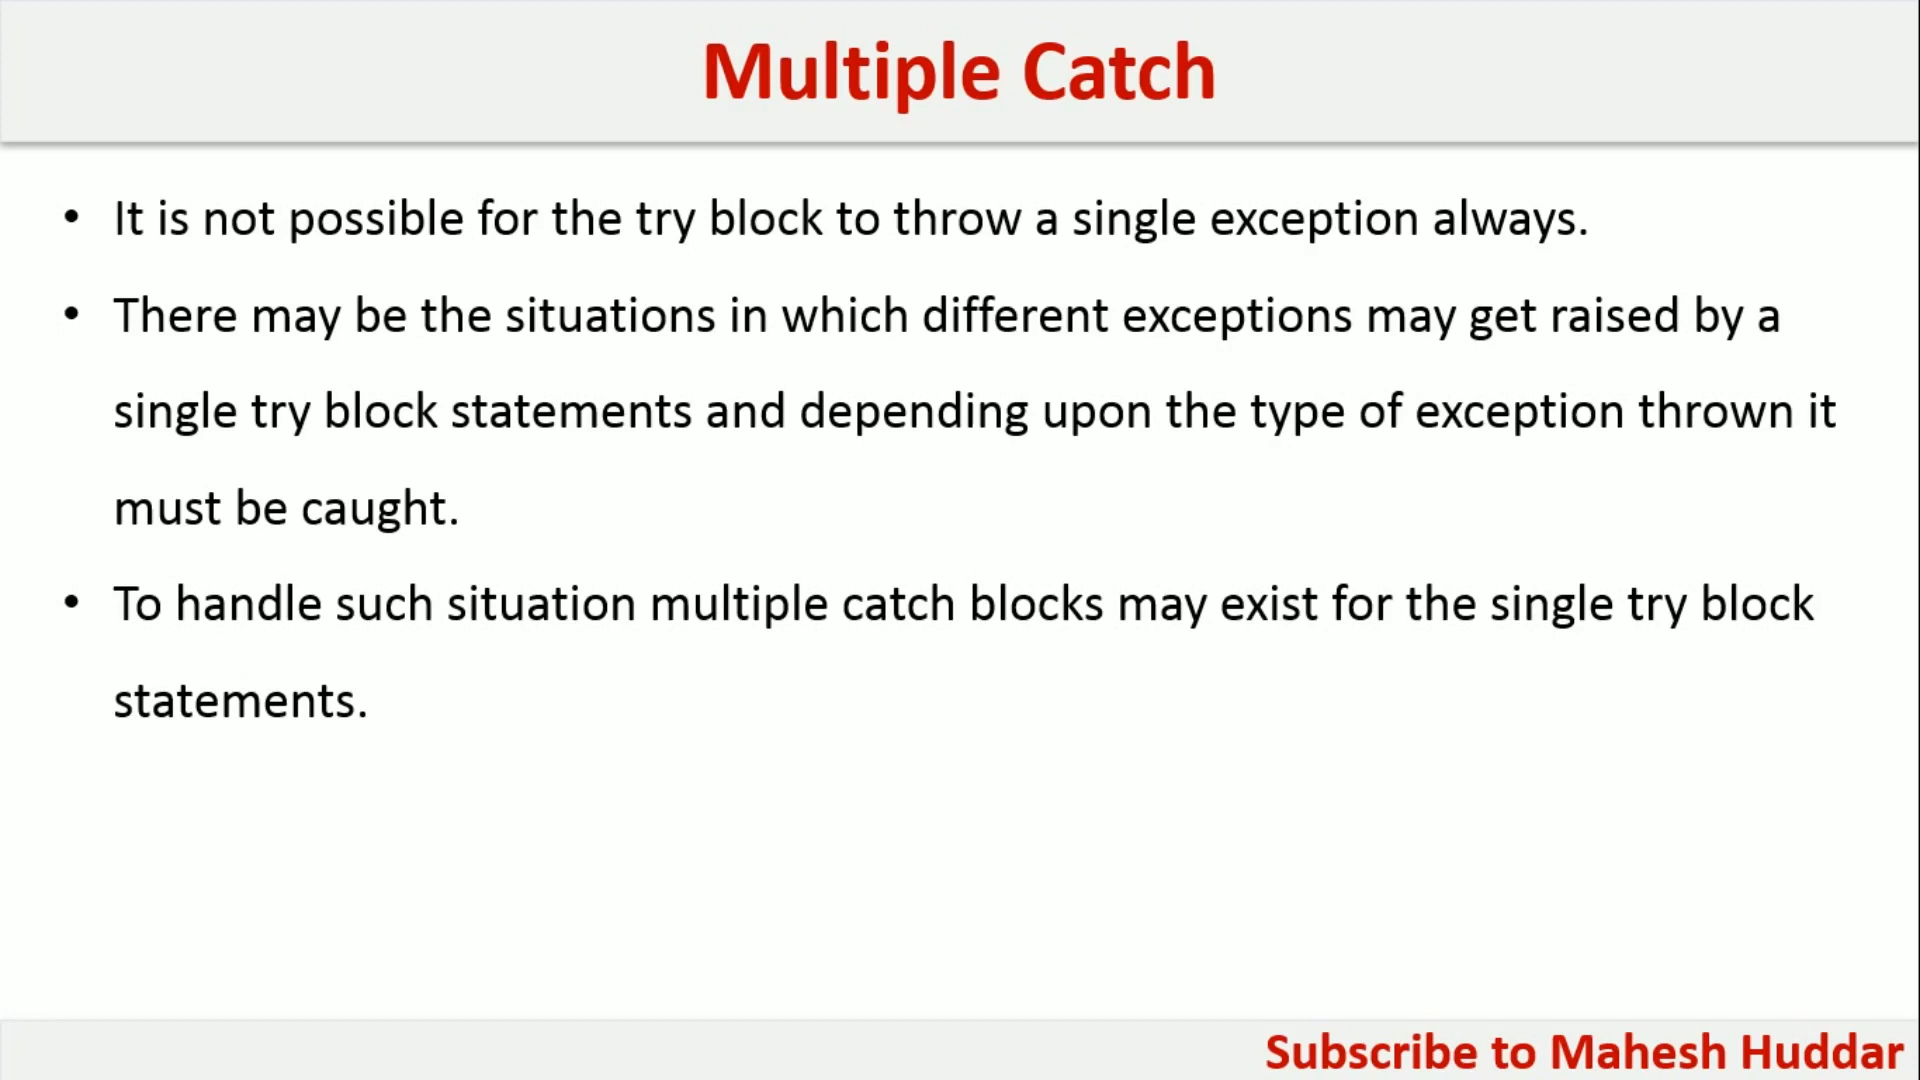 Multiple Catch
• It is not possible for the try block to throw a single exception always.
• There may be the situations in which different exceptions may get raised by a
single try block statements and depending upon the type of exception thrown it
must be caught.
• To handle such situation multiple catch blocks may exist for the single try block
statements.
Subscribe to Mahesh Huddar